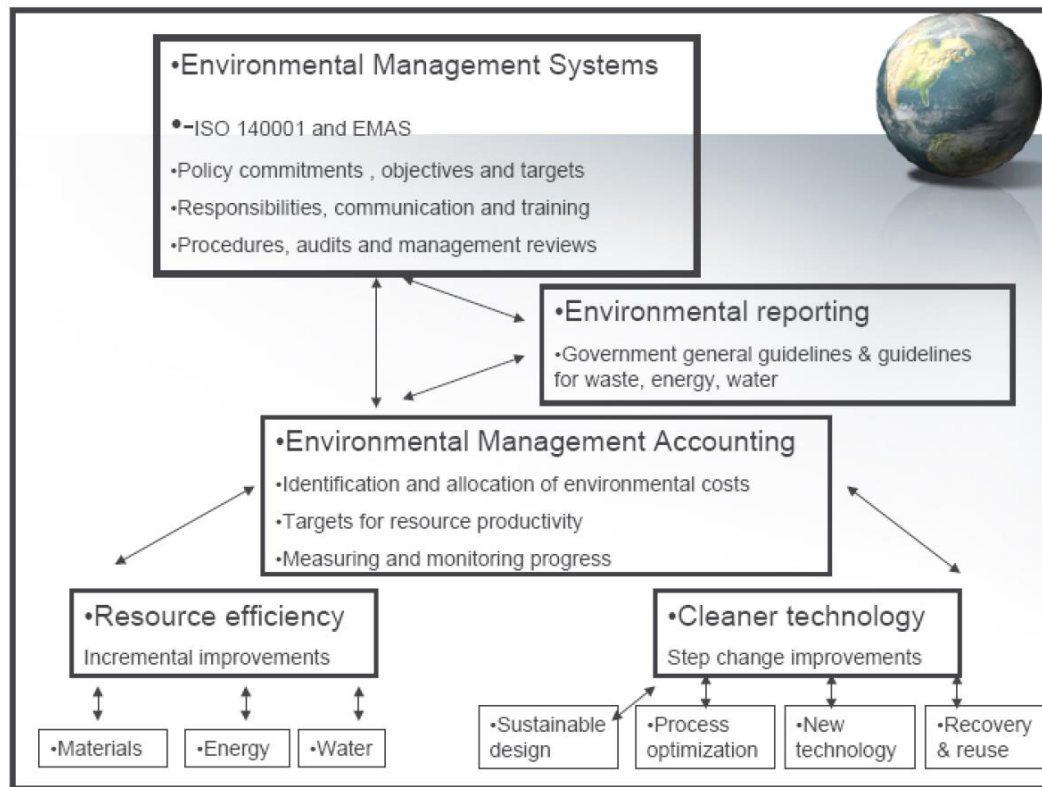 •Environmental Management Systems
•-ISO 140001 and EMAS
•Policy commitments , objectives and targets
•Responsibilities, communication and training
•Procedures, audits and management reviews
•Environmental reporting
•Government general guidelines & guidelines
for waste, energy, water
•Environmental Management Accounting
•Identification and allocation of environmental costs
•Targets for resource productivity
•Measuring and monitoring progress
•Resource efficiency
Incremental improvements
•Cleaner technology
Step change improvements
•Materials
•Energy
•Water
•Sustainable
design
•Process
optimization
•New
technology
•Recovery
& reuse